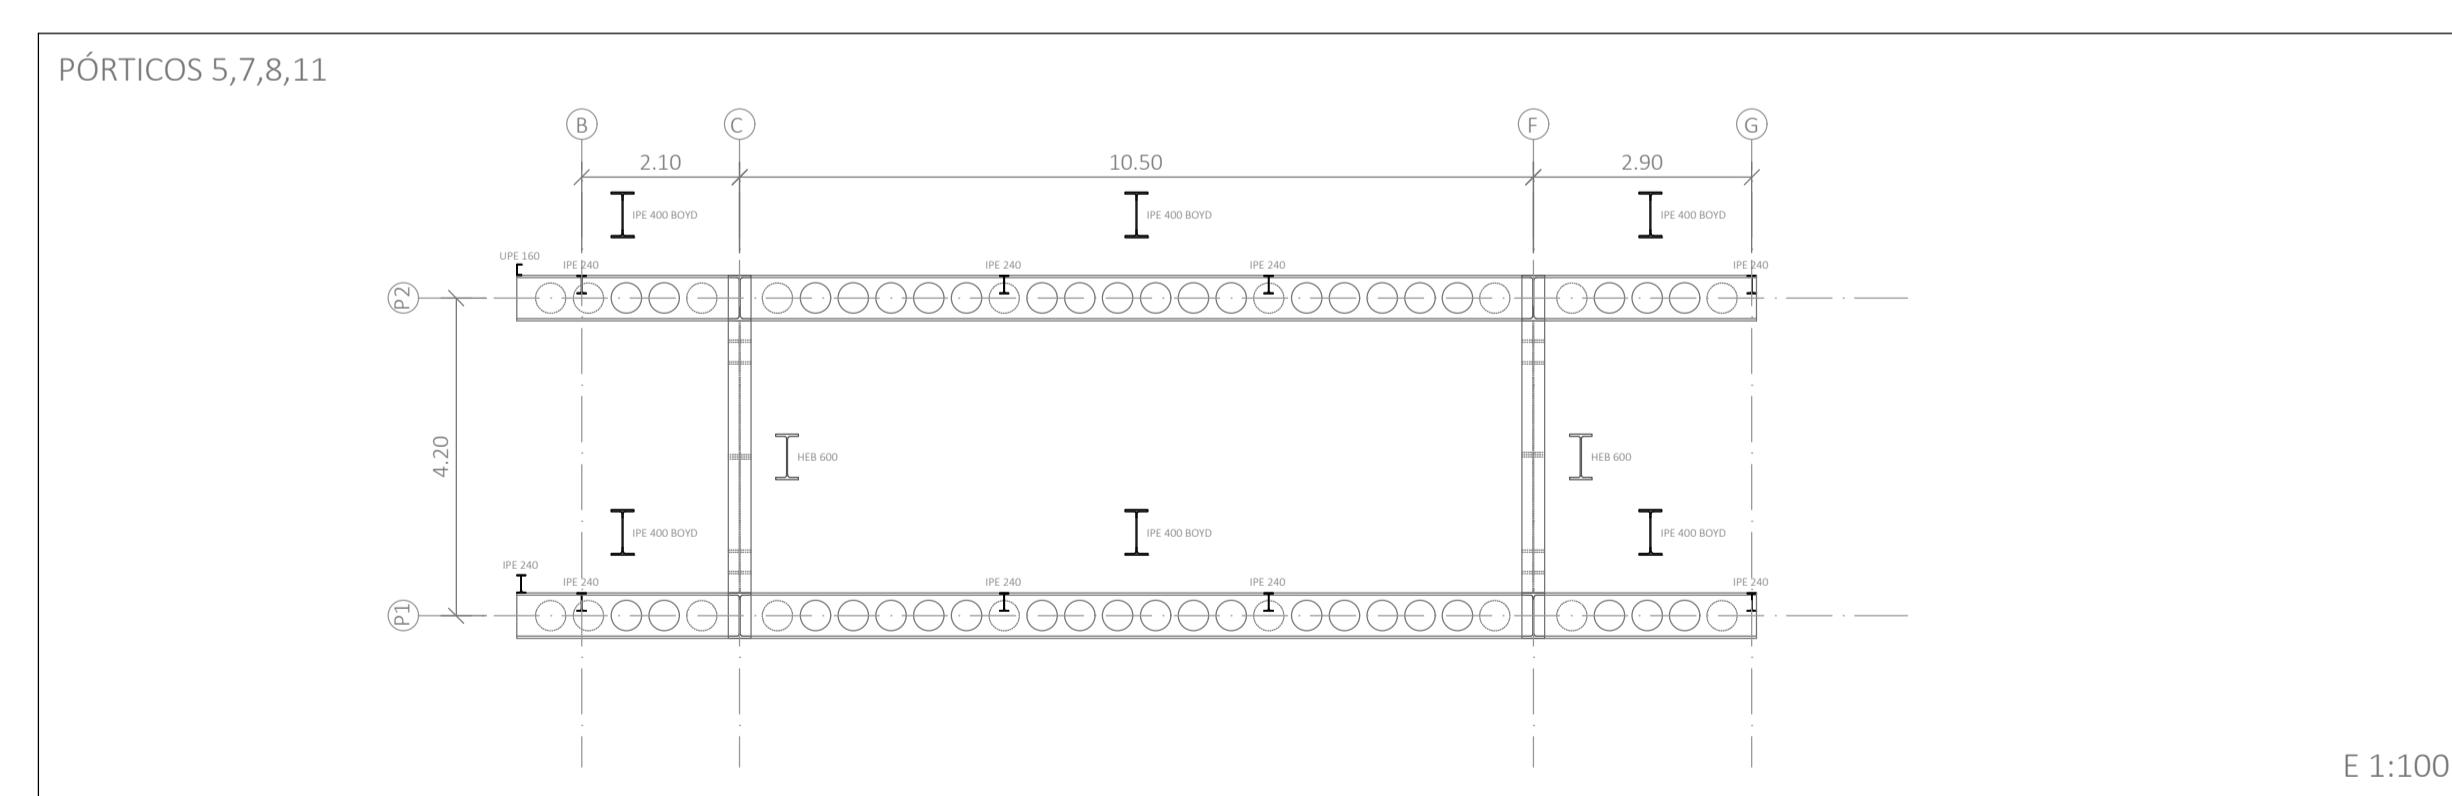 PÓRTICOS 5,7,8,11
B C F G
2.10 10.50 2.90
IPE 400 BOYD IPE 400 BOYD IPE 400 BOYD
UPE 160 IPE 240 IPE 240 IPE 240 IPE 240
P2
4.20
HEB 600 HEB 600
IPE 400 BOYD IPE 400 BOYD IPE 400 BOYD
IPE 240
IPE 240 IPE 240 IPE 240 IPE 240
P1
E 1:100